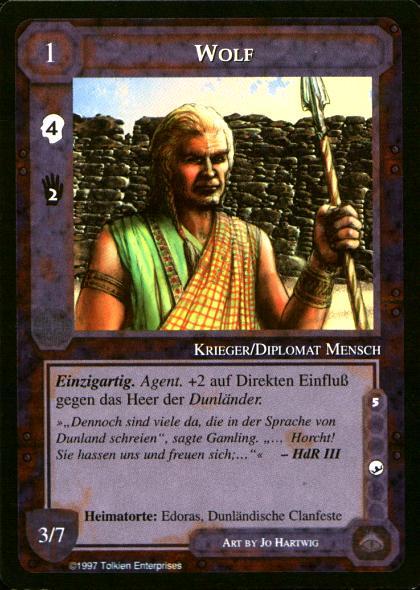 1
WOLF
4
2
KRIEGER/DIPLOMAT MENSCH
Einzigartig. Agent. +2 auf Direkten Einfluß
gegen das Heer der Dunländer.
5
»„Dennoch sind viele da, die in der Sprache von
Dunland schreien“, sagte Gamling. „... Horcht!
Sie hassen uns und freuen sich;...“« – HdR III
Heimatorte: Edoras, Dunländische Clanfeste
3/7
ART BY JO HARTWIG
©1997 Tolkien Enterprises